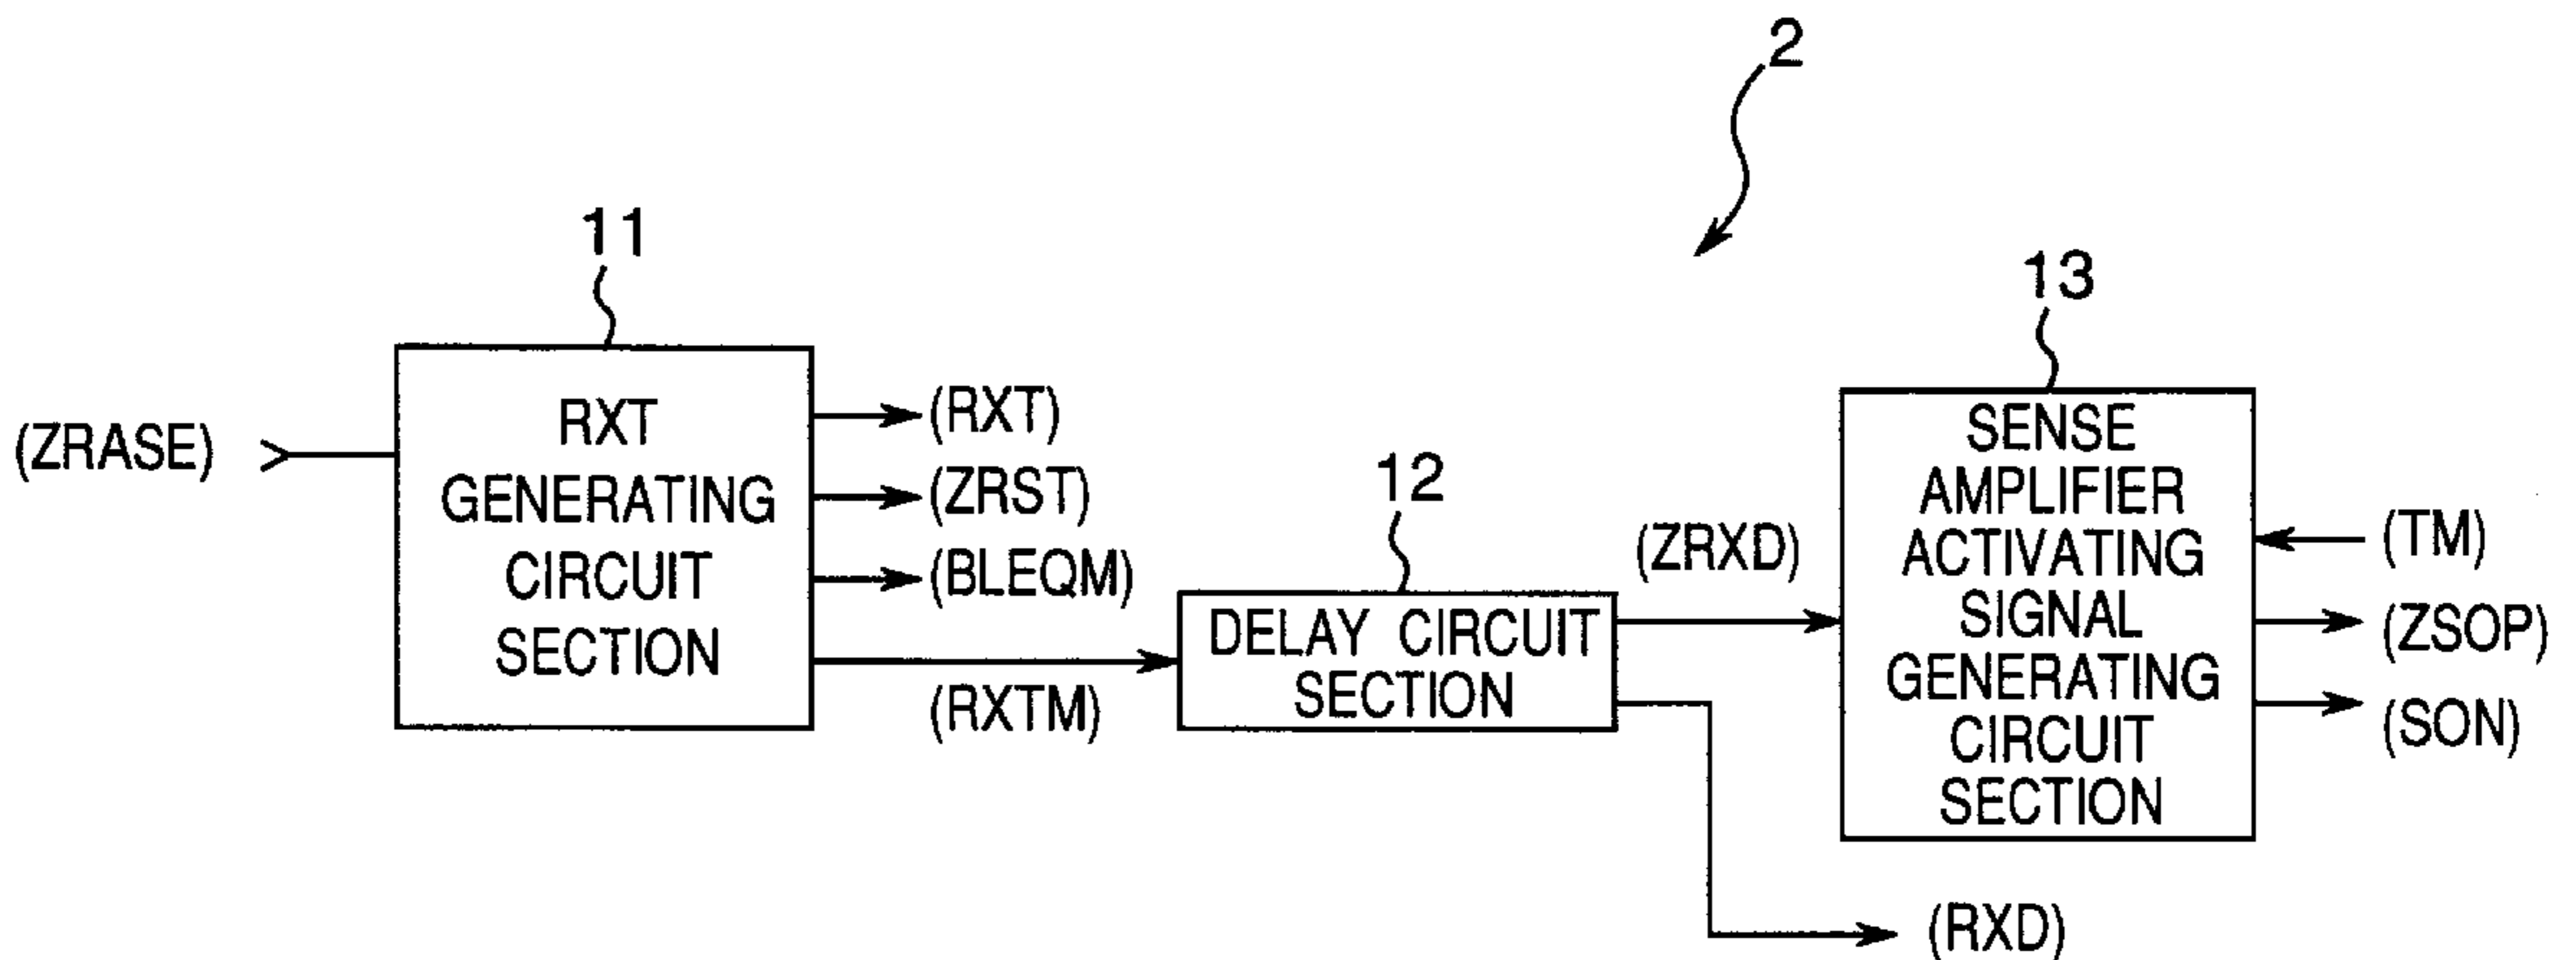 2
11
(ZRASE)
RXT
GENERATING
CIRCUIT
SECTION
(RXT)
(ZRST)
(BLEQM)
(RXTM)
12
DELAY CIRCUIT
SECTION
(ZRXD)
(RXD)
13
SENSE
AMPLIFIER
ACTIVATING
SIGNAL
GENERATING
CIRCUIT
SECTION
(TM)
(ZSOP)
(SON)